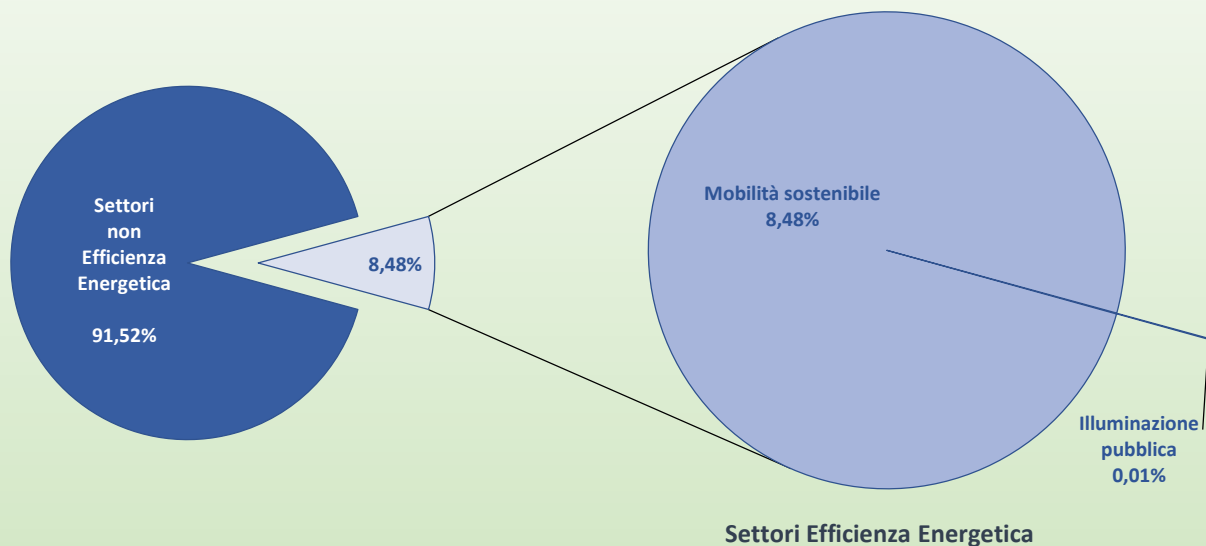 Settori
non
Efficienza
Energetica
91,52%
8,48%
Mobilità sostenibile
8,48%
Illuminazione
pubblica
0,01%
Settori Efficienza Energetica